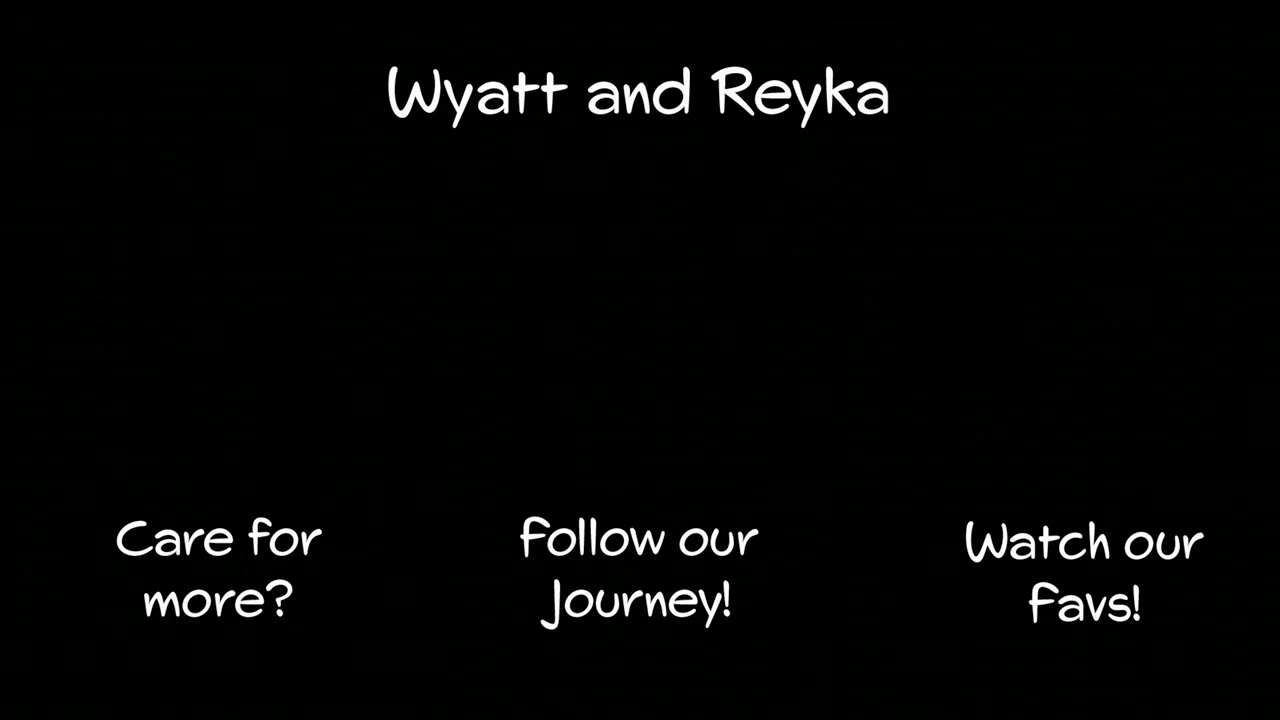 Wyatt and Reyka
Care for
more?
Follow our
Journey!
Watch our
Favs!